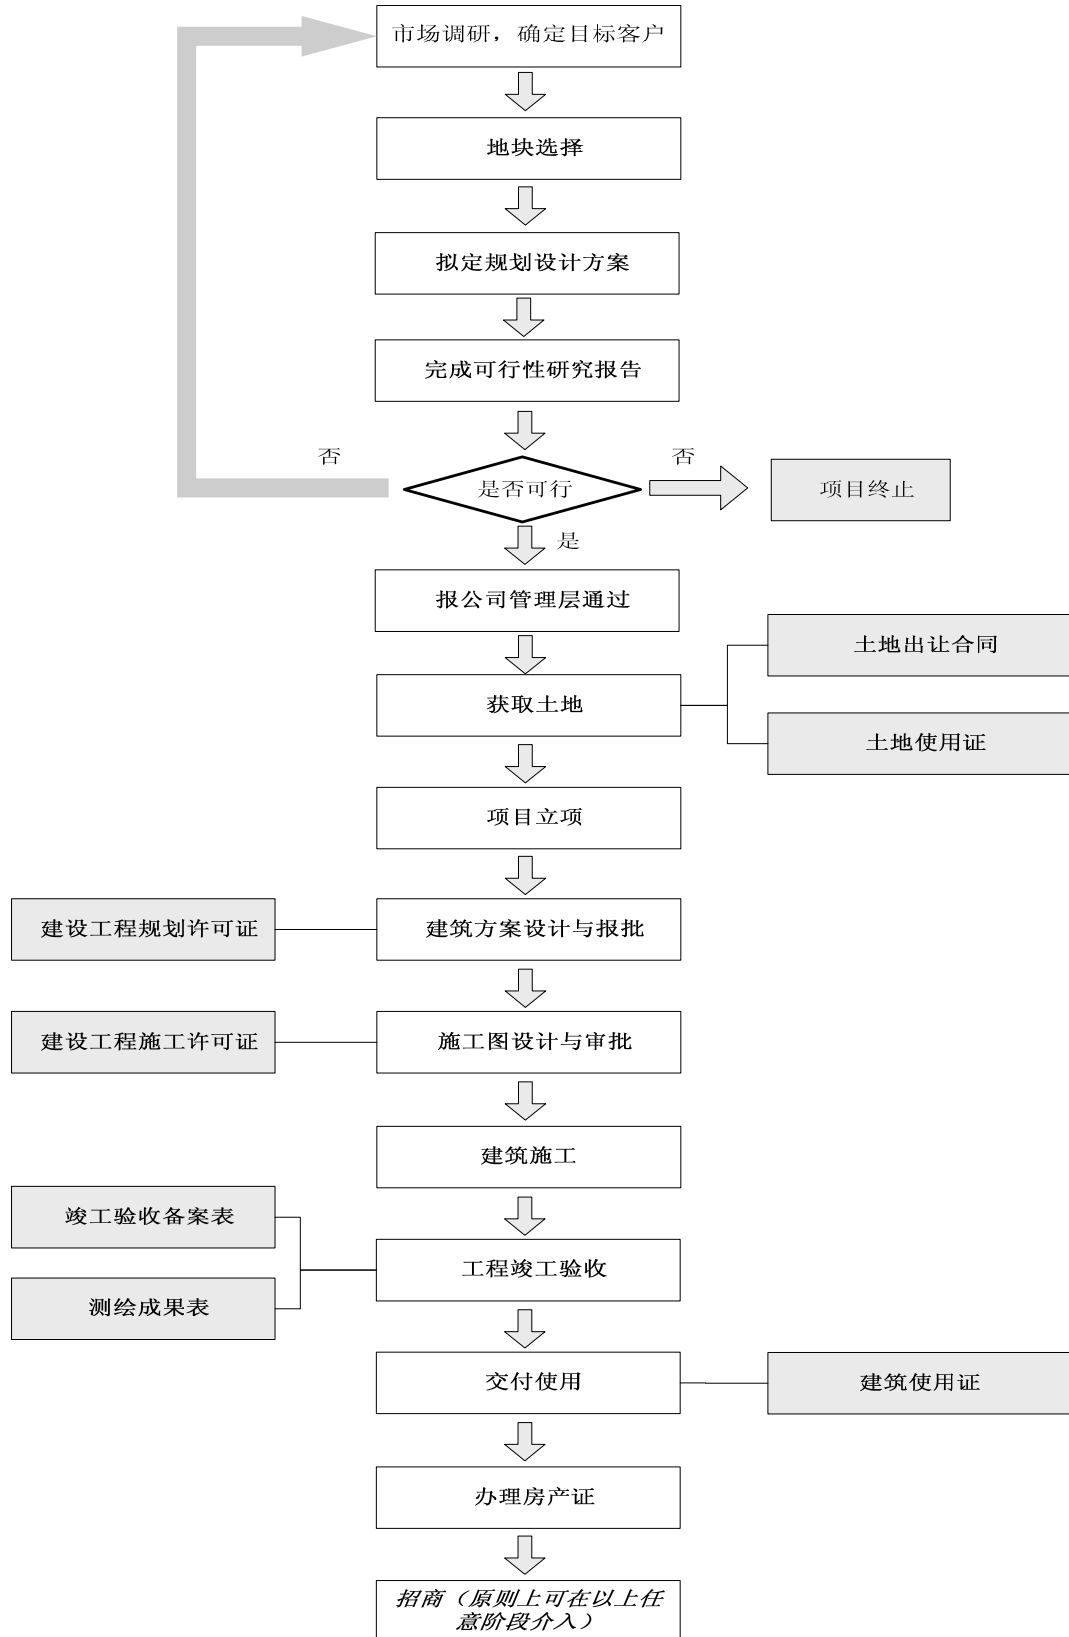 市场调研，确定目标客户
地块选择
拟定规划设计方案
完成可行性研究报告
否
否
是否可行
项目终止
是
报公司管理层通过
土地出让合同
获取土地
土地使用证
项目立项
建设工程规划许可证
建筑方案设计与报批
建设工程施工许可证
施工图设计与审批
建筑施工
竣工验收备案表
工程竣工验收
测绘成果表
交付使用
建筑使用证
办理房产证
招商（原则上可在以上任
意阶段介入）